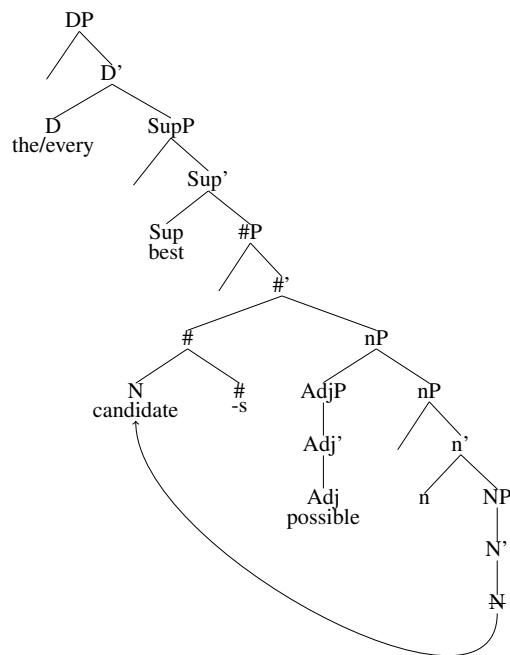 DP
D'
D SupP
the/every
Sup'
Sup #P
best
#'
# nP
N # AdjP nP
candidate -s
Adj' n'
Adj n NP
possible
N'
N